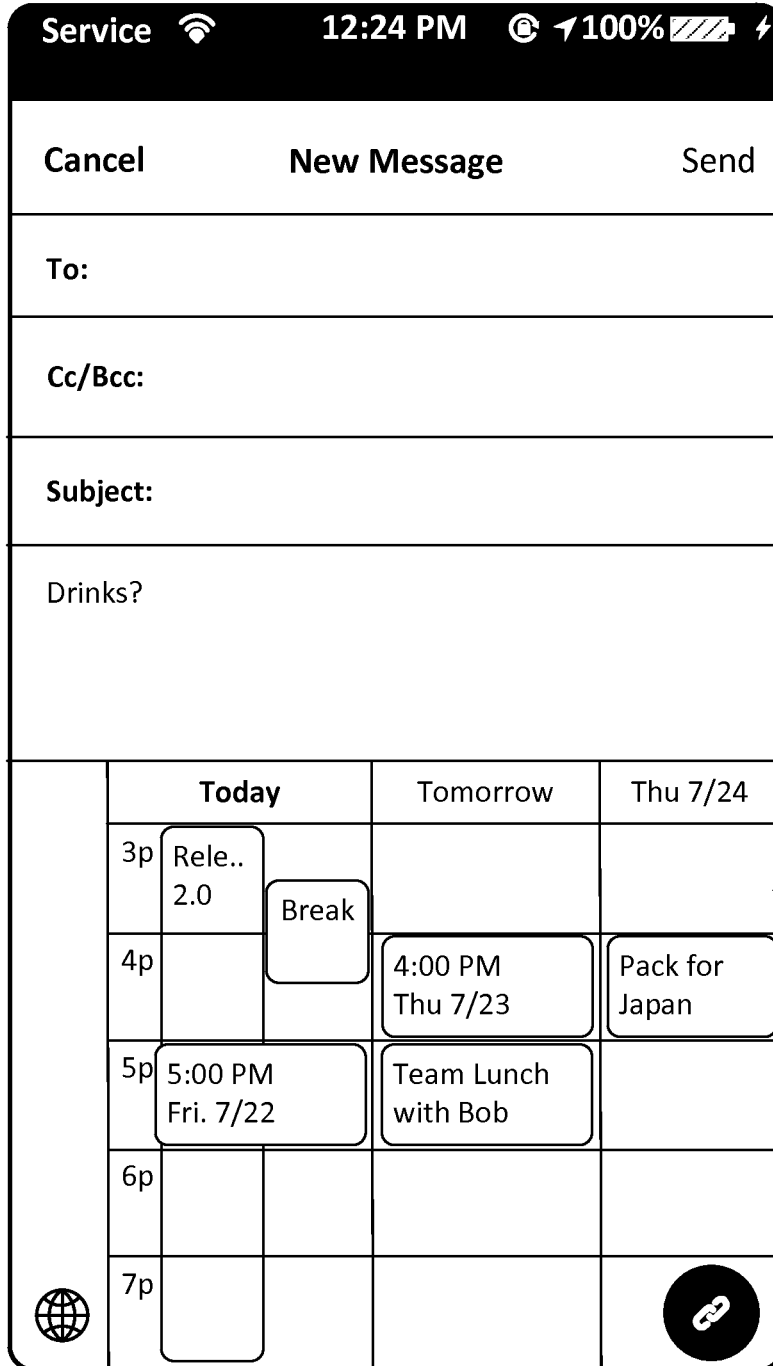 Service 12:24 PM 100%
Cancel New Message Send
To:
Cc/Bcc:
Subject:
Drinks?
Today Tomorrow Thu 7/24
3p
Rele..
2.0
Break
4p
4:00 PM
Thu 7/23
Pack for
Japan
5p
5:00 PM
Fri. 7/22
Team Lunch
with Bob
6p
7p